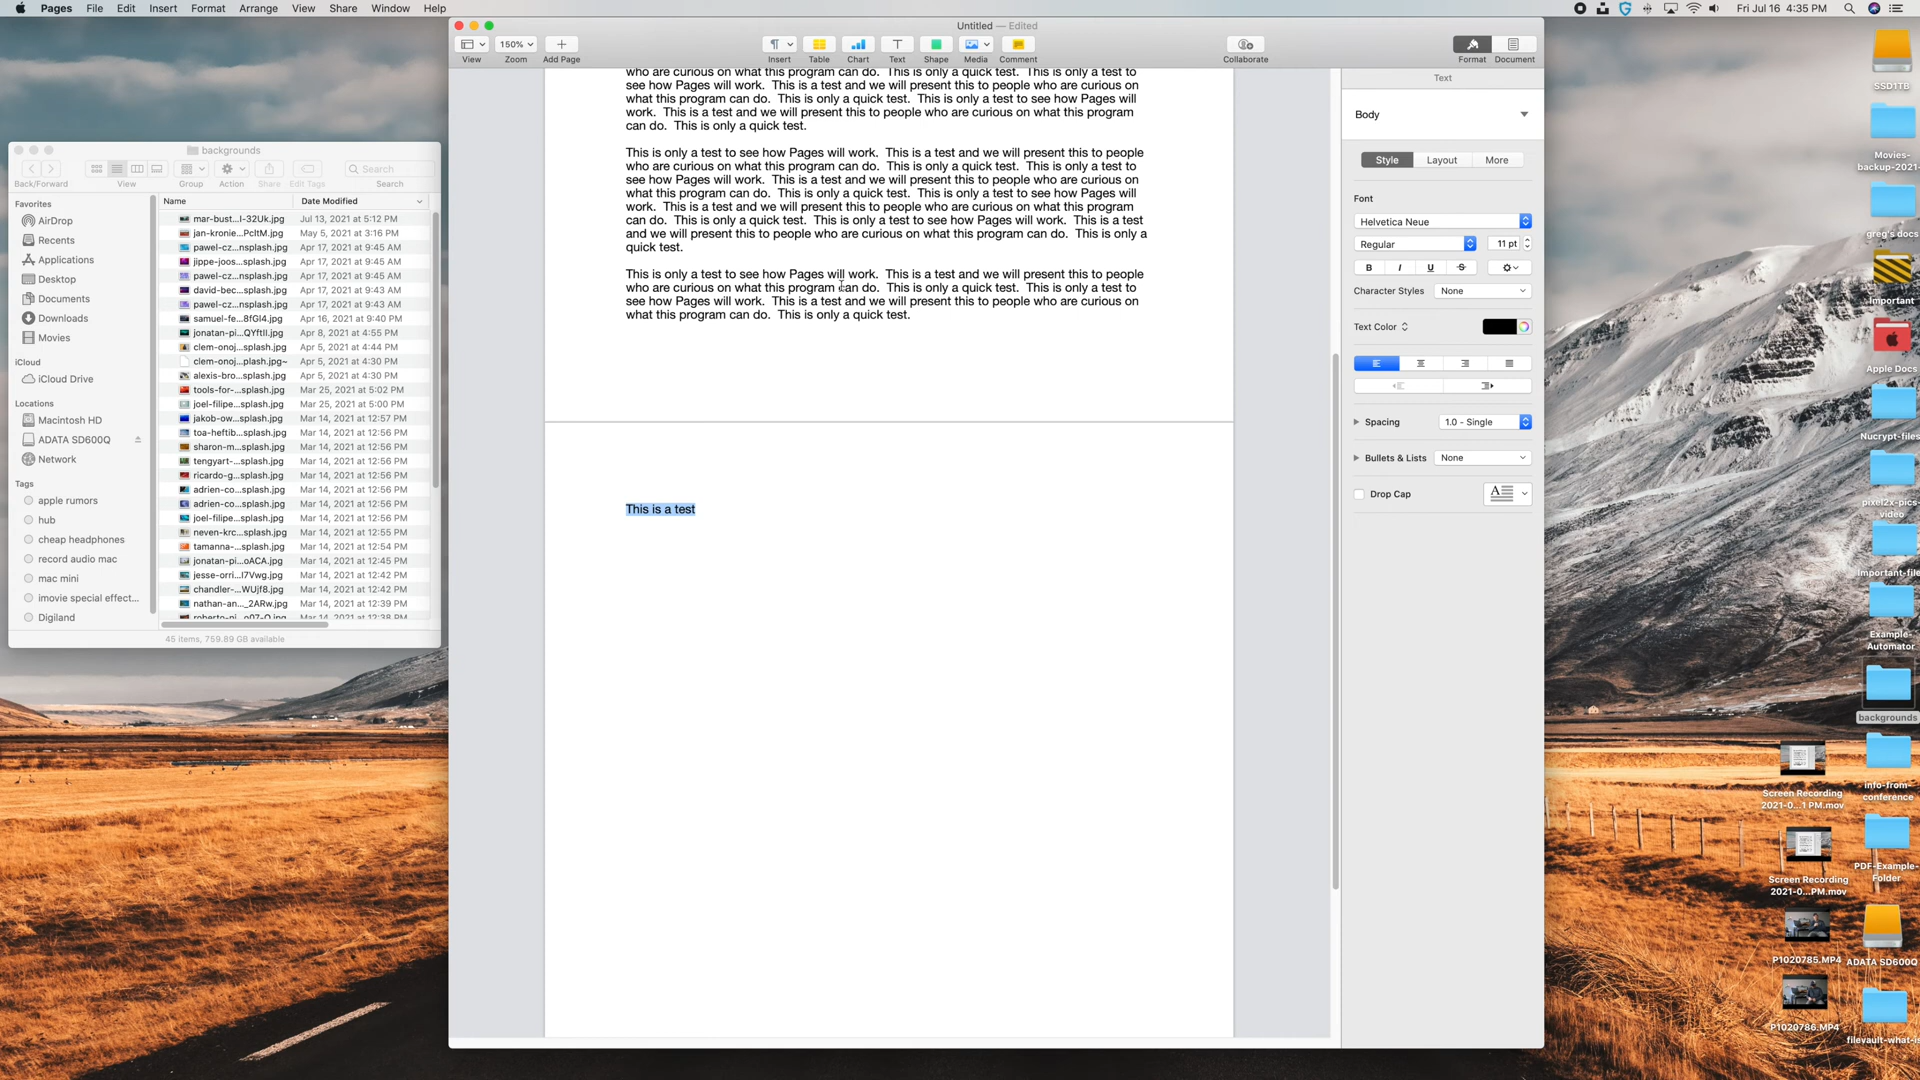 Pages File Edit Insert Format Arrange View Share Window Help
Fri Jul 16 4:35 PM
Untitled — Edited
150%
View Zoom Add Page Insert Table Chart Text Shape Media Comment Collaborate Format Document
who are curious on what this program can do. This is only a quick test. This is only a test to
see how Pages will work. This is a test and we will present this to people who are curious on
what this program can do. This is only a quick test. This is only a test to see how Pages will
work. This is a test and we will present this to people who are curious on what this program
can do. This is only a quick test.
This is only a test to see how Pages will work. This is a test and we will present this to people
who are curious on what this program can do. This is only a quick test. This is only a test to
see how Pages will work. This is a test and we will present this to people who are curious on
what this program can do. This is only a quick test. This is only a test to see how Pages will
work. This is a test and we will present this to people who are curious on what this program
can do. This is only a quick test. This is only a test to see how Pages will work. This is a test
and we will present this to people who are curious on what this program can do. This is only a
quick test.
This is only a test to see how Pages will work. This is a test and we will present this to people
who are curious on what this program can do. This is only a quick test. This is only a test to
see how Pages will work. This is a test and we will present this to people who are curious on
what this program can do. This is only a quick test.
This is a test
Text
Body
Style Layout More
Font
Helvetica Neue
Regular 11 pt
B I U S
Character Styles None
Text Color
Spacing 1.0 - Single
Bullets & Lists None
Drop Cap A
backgrounds
Search
Back/Forward View Group Action Share Edit Tags Search
Favorites
AirDrop
Recents
Applications
Desktop
Documents
Downloads
Movies
iCloud
iCloud Drive
Locations
Macintosh HD
ADATA SD600Q
Network
Tags
apple rumors
hub
cheap headphones
record audio mac
mac mini
imovie special effect...
Digiland
Name Date Modified
mar-bust...I-32Uk.jpg Jul 13, 2021 at 5:12 PM
jan-kronie...PcltM.jpg May 5, 2021 at 3:16 PM
pawel-cz...nsplash.jpg Apr 17, 2021 at 9:45 AM
jippe-joos...splash.jpg Apr 17, 2021 at 9:45 AM
pawel-cz...nsplash.jpg Apr 17, 2021 at 9:45 AM
david-bec...splash.jpg Apr 17, 2021 at 9:43 AM
pawel-cz...nsplash.jpg Apr 17, 2021 at 9:43 AM
samuel-fe...8fGI4.jpg Apr 16, 2021 at 9:40 PM
jonatan-pi...QYftII.jpg Apr 8, 2021 at 4:55 PM
clem-onoj...splash.jpg Apr 5, 2021 at 4:44 PM
clem-onoj...plash.jpg~ Apr 5, 2021 at 4:30 PM
alexis-bro...splash.jpg Apr 5, 2021 at 4:30 PM
tools-for-...splash.jpg Mar 25, 2021 at 5:02 PM
joel-filipe...splash.jpg Mar 25, 2021 at 5:00 PM
jakob-ow...splash.jpg Mar 14, 2021 at 12:57 PM
toa-heftib...splash.jpg Mar 14, 2021 at 12:56 PM
sharon-m...splash.jpg Mar 14, 2021 at 12:56 PM
tengyart-...splash.jpg Mar 14, 2021 at 12:56 PM
ricardo-g...splash.jpg Mar 14, 2021 at 12:56 PM
adrien-co...splash.jpg Mar 14, 2021 at 12:56 PM
adrien-co...splash.jpg Mar 14, 2021 at 12:56 PM
joel-filipe...splash.jpg Mar 14, 2021 at 12:56 PM
neven-krc...splash.jpg Mar 14, 2021 at 12:55 PM
tamanna-...splash.jpg Mar 14, 2021 at 12:54 PM
jonatan-pi...oACA.jpg Mar 14, 2021 at 12:45 PM
jesse-orri...I7Vwg.jpg Mar 14, 2021 at 12:42 PM
chandler-...WUjf8.jpg Mar 14, 2021 at 12:42 PM
nathan-an..._2ARw.jpg Mar 14, 2021 at 12:39 PM
roberto-ni...o07-Q.jpg Mar 14, 2021 at 12:38 PM
45 items, 759.89 GB available
SSD1TB
Movies-
backup-2021-
greg's docs
Important
Apple Docs
Nucrypt-files
pixel2x-pics-
video
Important-file
Example-
Automator
backgrounds
Screen Recording
2021-0...1 PM.mov
info-from-
conference
Screen Recording
2021-0...PM.mov
PDF-Example-
Folder
P1020785.MP4
ADATA SD600Q
P1020786.MP4
filevault-what-is